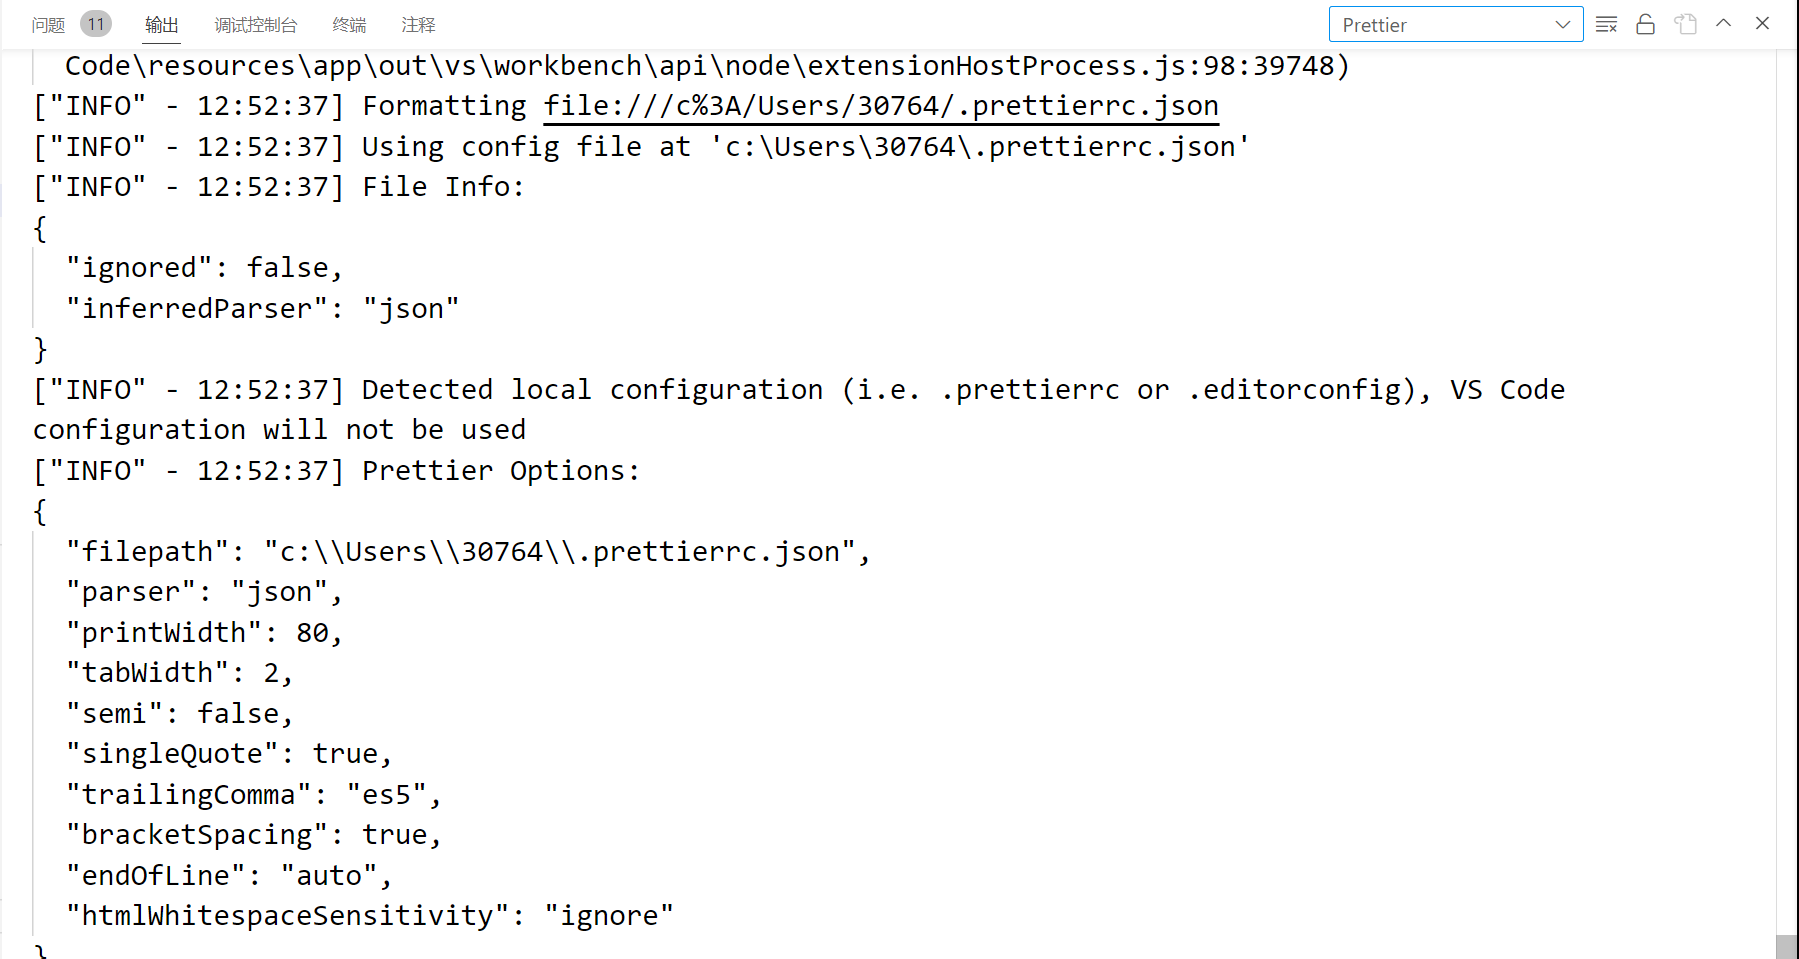 问题 11 输出 调试控制台 终端 注释 Prettier
Code\resources\app\out\vs\workbench\api\node\extensionHostProcess.js:98:39748)
["INFO" - 12:52:37] Formatting file:///c%3A/Users/30764/.prettierrc.json
["INFO" - 12:52:37] Using config file at 'c:\Users\30764\.prettierrc.json'
["INFO" - 12:52:37] File Info:
{
  "ignored": false,
  "inferredParser": "json"
}
["INFO" - 12:52:37] Detected local configuration (i.e. .prettierrc or .editorconfig), VS Code
configuration will not be used
["INFO" - 12:52:37] Prettier Options:
{
  "filepath": "c:\\Users\\30764\\.prettierrc.json",
  "parser": "json",
  "printWidth": 80,
  "tabWidth": 2,
  "semi": false,
  "singleQuote": true,
  "trailingComma": "es5",
  "bracketSpacing": true,
  "endOfLine": "auto",
  "htmlWhitespaceSensitivity": "ignore"
}